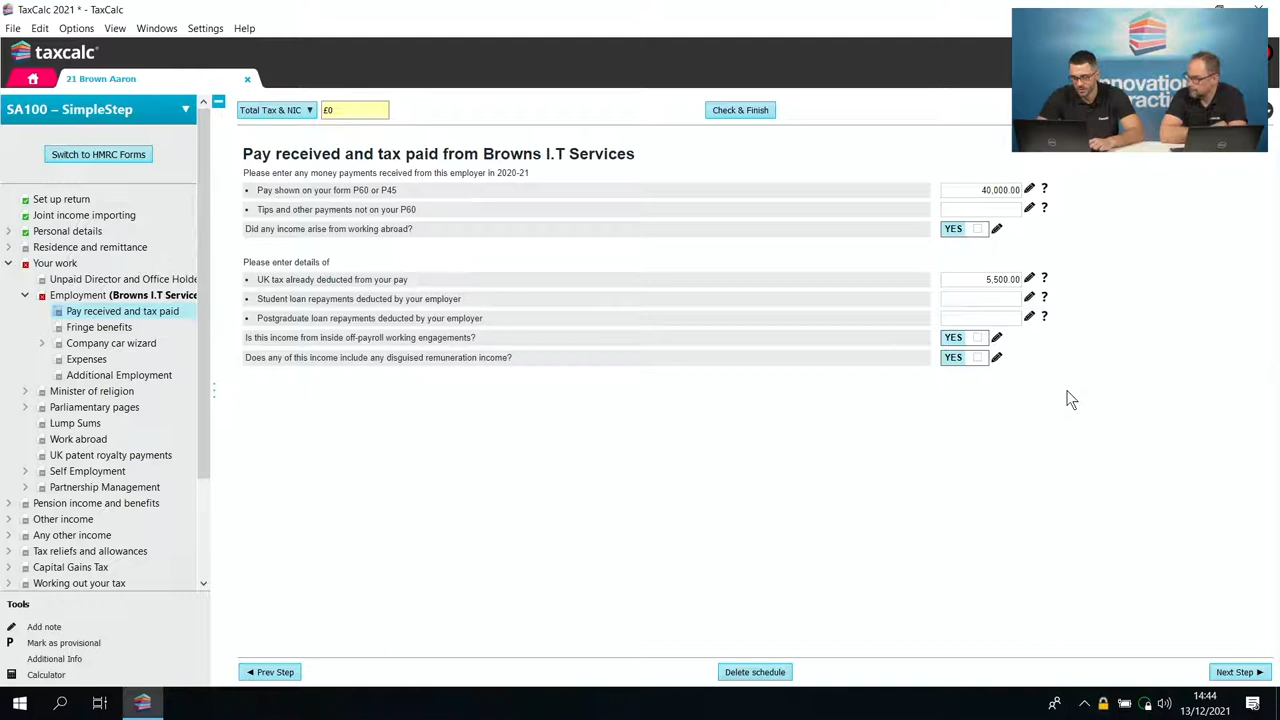 TaxCalc 2021 * - TaxCalc
File Edit Options View Windows Settings Help
taxcalc
21 Brown Aaron
SA100 – SimpleStep
Switch to HMRC Forms
Set up return
Joint income importing
Personal details
Residence and remittance
Your work
Unpaid Director and Office Holde
Employment (Browns I.T Service
Pay received and tax paid
Fringe benefits
Company car wizard
Expenses
Additional Employment
Minister of religion
Parliamentary pages
Lump Sums
Work abroad
UK patent royalty payments
Self Employment
Partnership Management
Pension income and benefits
Other income
Any other income
Tax reliefs and allowances
Capital Gains Tax
Working out your tax
Tools
Add note
P Mark as provisional
Additional Info
Calculator
Total Tax & NIC £0 Check & Finish
Pay received and tax paid from Browns I.T Services
Please enter any money payments received from this employer in 2020-21
• Pay shown on your form P60 or P45 40,000.00 ?
• Tips and other payments not on your P60 ?
Did any income arise from working abroad? YES
Please enter details of
• UK tax already deducted from your pay 5,500.00 ?
• Student loan repayments deducted by your employer ?
• Postgraduate loan repayments deducted by your employer ?
Is this income from inside off-payroll working engagements? YES
Does any of this income include any disguised remuneration income? YES
Prev Step Delete schedule Next Step
nnovation
practice
14:44
13/12/2021